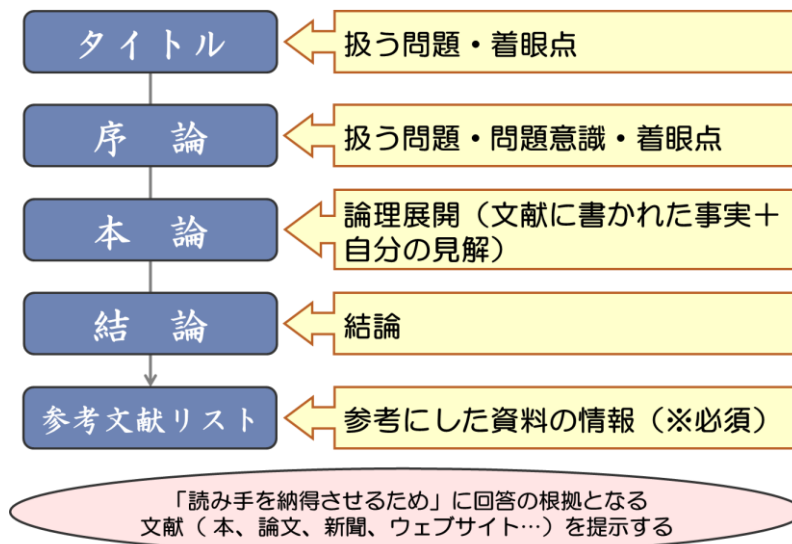 タイトル
扱う問題・着眼点
序　論
扱う問題・問題意識・着眼点
本　論
論理展開（文献に書かれた事実＋
自分の見解）
結　論
結論
参考文献リスト
参考にした資料の情報（※必須）
「読み手を納得させるため」に回答の根拠となる
文献（ 本、論文、新聞、ウェブサイト…）を提示する